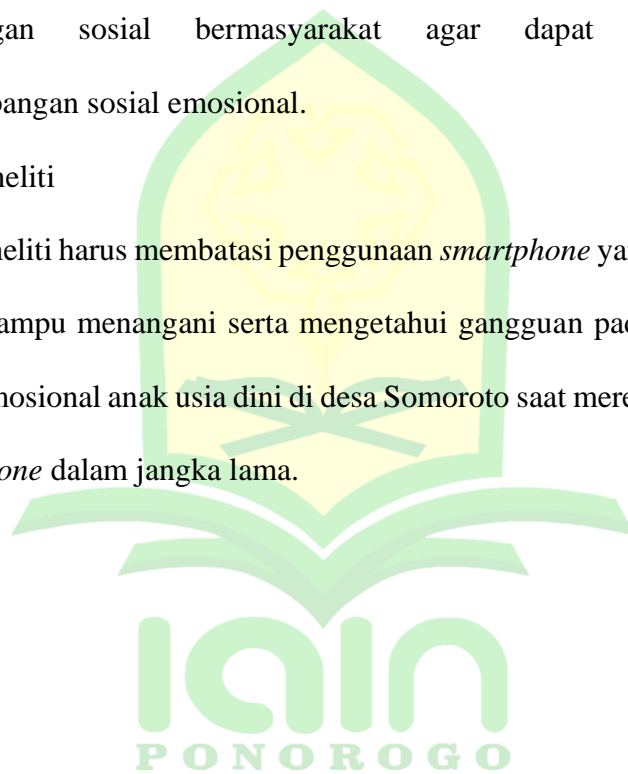 gan sosial bermasyarakat agar dapat
bangan sosial emosional.
neliti
neliti harus membatasi penggunaan smartphone ya
ampu menangani serta mengetahui gangguan pad
mosional anak usia dini di desa Somoroto saat mere
one dalam jangka lama.
iain
PONOROGO